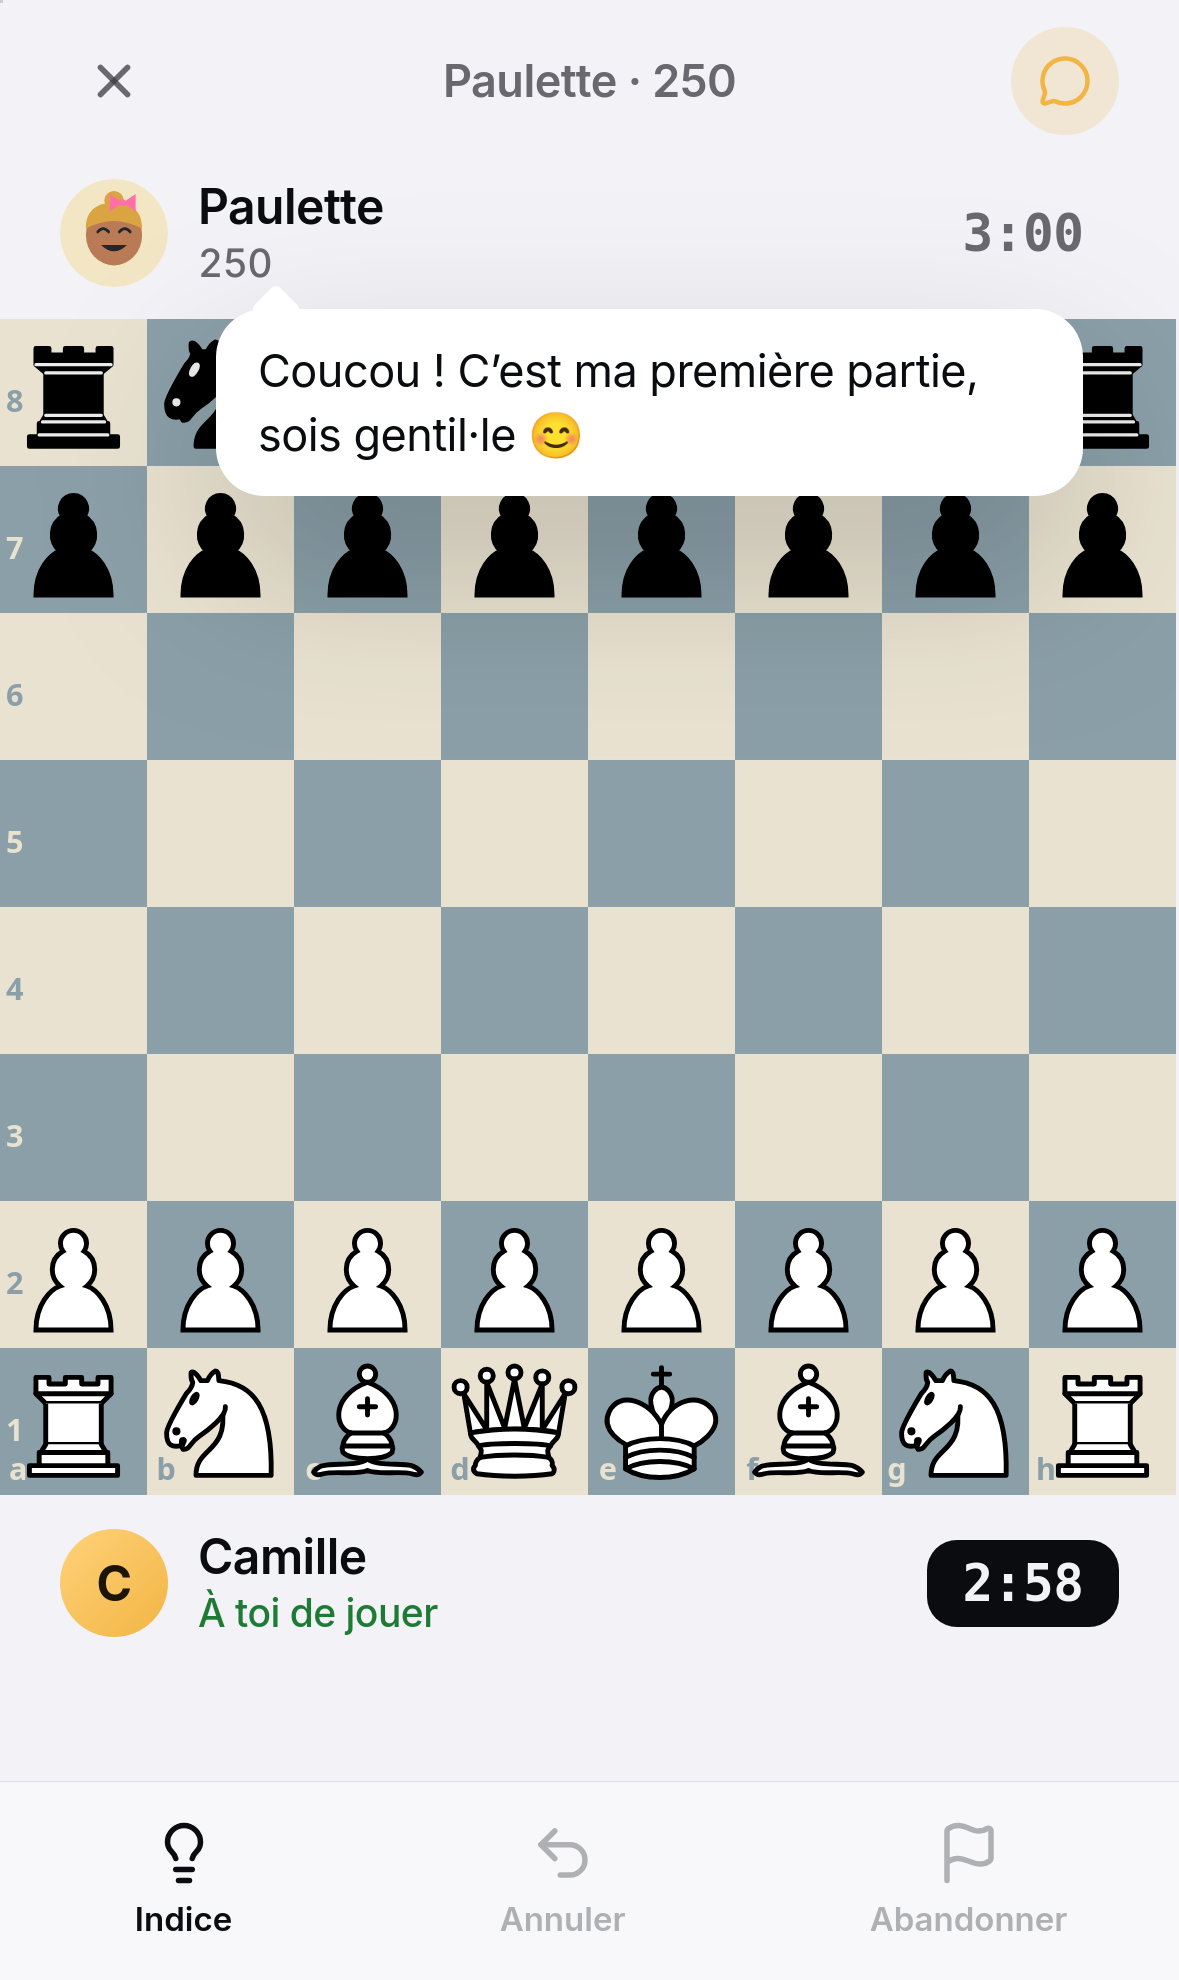 Paulette · 250
Paulette
250
3:00
Coucou ! C’est ma première partie,
sois gentil·le 😊
8
7
6
5
4
3
2
1
a b c d e f g h
Camille
C
À toi de jouer
2:58
Indice
Annuler
Abandonner